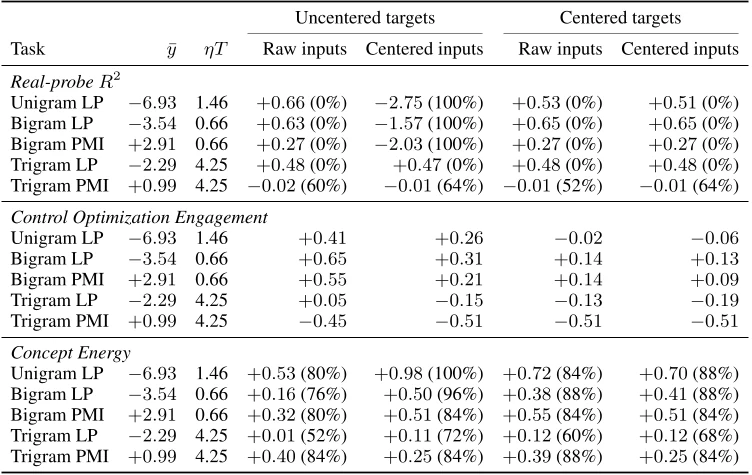 Uncentered targets Centered targets
Task ȳ ηT Raw inputs Centered inputs Raw inputs Centered inputs
Real-probe R²
Unigram LP −6.93 1.46 +0.66 (0%) −2.75 (100%) +0.53 (0%) +0.51 (0%)
Bigram LP −3.54 0.66 +0.63 (0%) −1.57 (100%) +0.65 (0%) +0.65 (0%)
Bigram PMI +2.91 0.66 +0.27 (0%) −2.03 (100%) +0.27 (0%) +0.27 (0%)
Trigram LP −2.29 4.25 +0.48 (0%) +0.47 (0%) +0.48 (0%) +0.48 (0%)
Trigram PMI +0.99 4.25 −0.02 (60%) −0.01 (64%) −0.01 (52%) −0.01 (64%)
Control Optimization Engagement
Unigram LP −6.93 1.46 +0.41 +0.26 −0.02 −0.06
Bigram LP −3.54 0.66 +0.65 +0.31 +0.14 +0.13
Bigram PMI +2.91 0.66 +0.55 +0.21 +0.14 +0.09
Trigram LP −2.29 4.25 +0.05 −0.15 −0.13 −0.19
Trigram PMI +0.99 4.25 −0.45 −0.51 −0.51 −0.51
Concept Energy
Unigram LP −6.93 1.46 +0.53 (80%) +0.98 (100%) +0.72 (84%) +0.70 (88%)
Bigram LP −3.54 0.66 +0.16 (76%) +0.50 (96%) +0.38 (88%) +0.41 (88%)
Bigram PMI +2.91 0.66 +0.32 (80%) +0.51 (84%) +0.55 (84%) +0.51 (84%)
Trigram LP −2.29 4.25 +0.01 (52%) +0.11 (72%) +0.12 (60%) +0.12 (68%)
Trigram PMI +0.99 4.25 +0.40 (84%) +0.25 (84%) +0.39 (88%) +0.25 (84%)